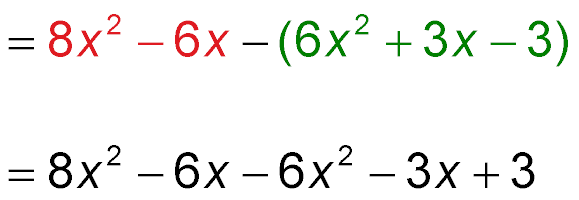 = 8x² − 6x − (6x² + 3x − 3)
= 8x² − 6x − 6x² − 3x + 3